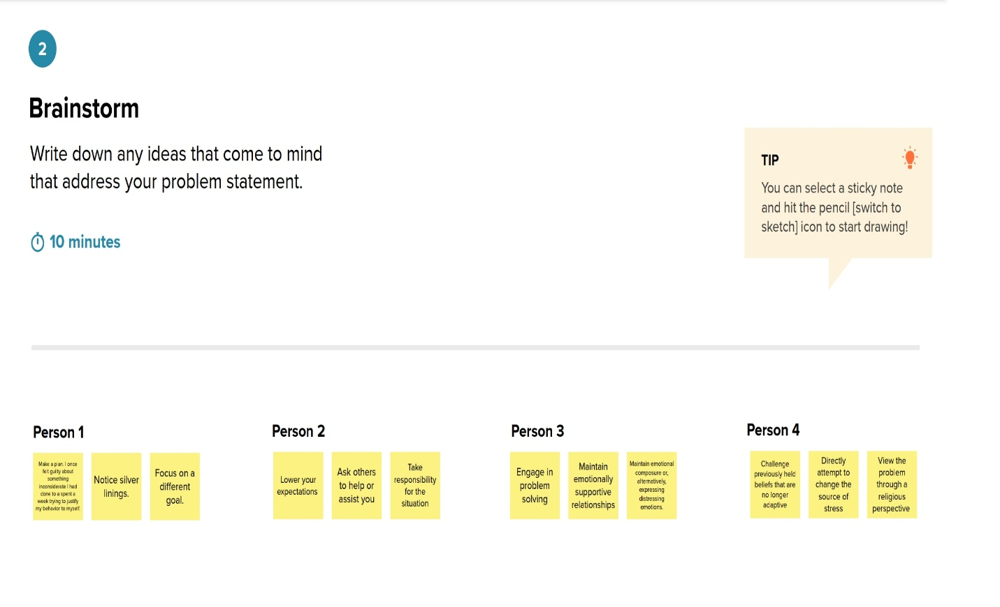 2
Brainstorm
Write down any ideas that come to mind
that address your problem statement.
10 minutes
TIP
You can select a sticky note
and hit the pencil [switch to
sketch] icon to start drawing!
Person 1
Make a plan. I once
felt guilty about
something
inconsiderate I had
done to a spent a
week trying to justify
my behavior to myself.
Notice silver
linings.
Focus on a
different
goal.
Person 2
Lower your
expectations
Ask others
to help or
assist you
Take
responsibility
for the
situation
Person 3
Engage in
problem
solving
Maintain
emotionally
supportive
relationships
Maintain emotional
composure or,
alternatively,
expressing
distressing
emotions.
Person 4
Challenge
previously held
beliefs that are
no longer
adaptive
Directly
attempt to
change the
source of
stress
View the
problem
through a
religious
perspective